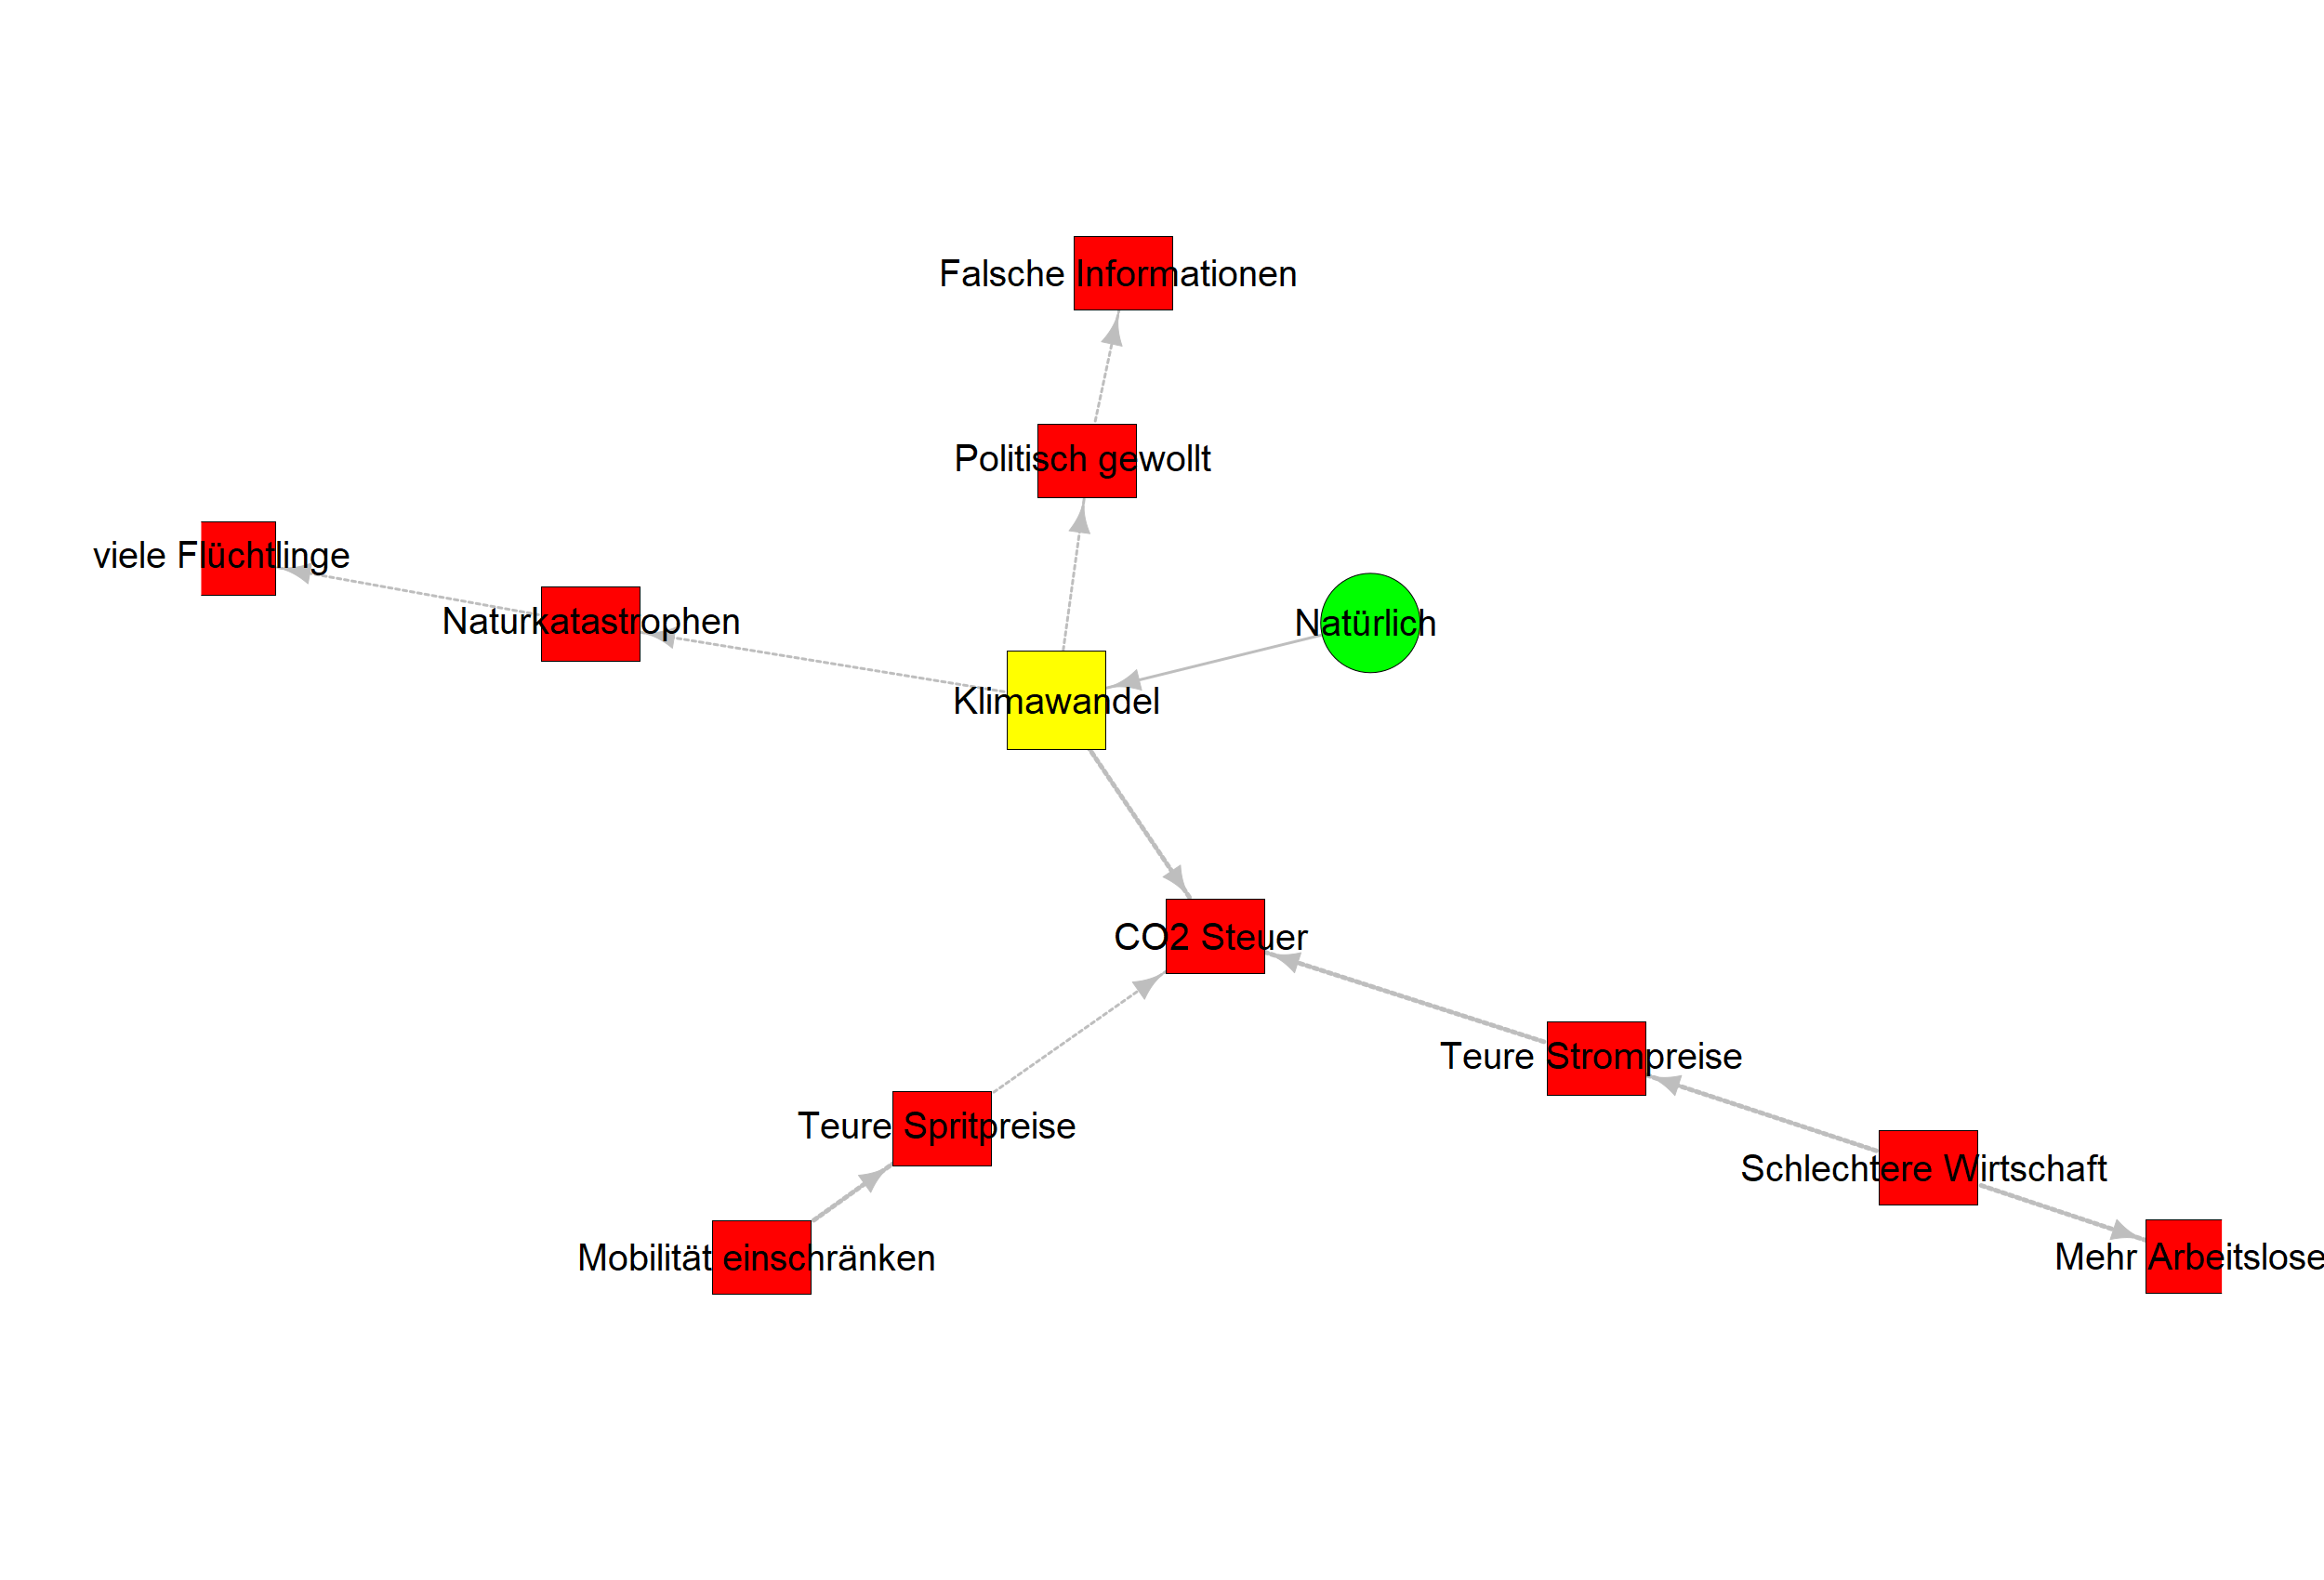 Falsche Informationen
Politisch gewollt
viele Flüchtlinge
Naturkatastrophen
Natürlich
Klimawandel
CO2 Steuer
Teure Strompreise
Teure Spritpreise
Schlechtere Wirtschaft
Mobilität einschränken
Mehr Arbeitslose